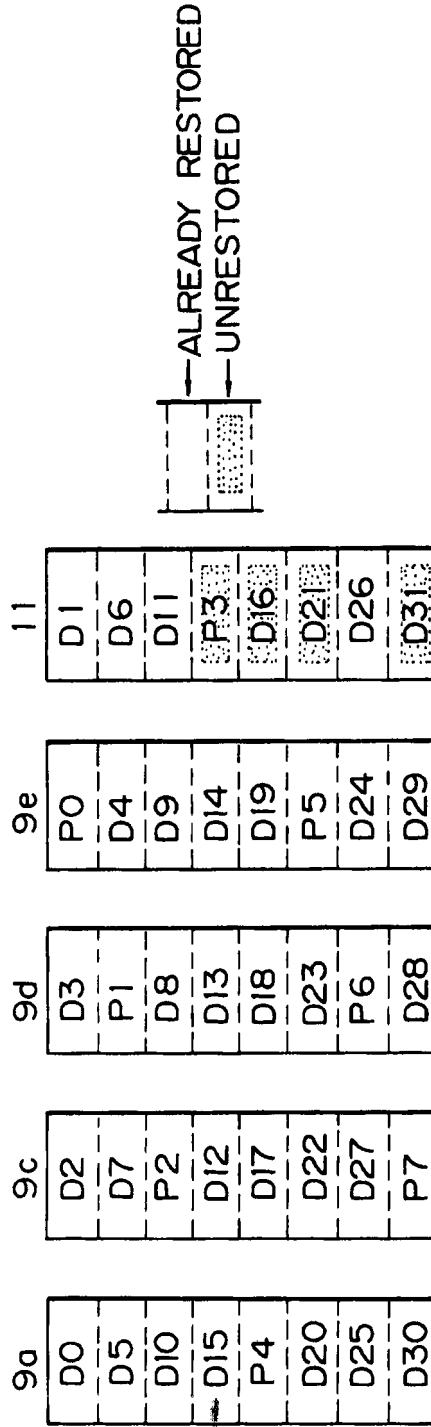 9a 9c 9d 9e 11
D0 D2 D3 P0 D1
D5 D7 P1 D4 D6
D10 P2 D8 D9 D11
D15 D12 D13 D14 P3
P4 D17 D18 D19 D16
D20 D22 D23 P5 D21
D25 D27 P6 D24 D26
D30 P7 D28 D29 D31
ALREADY RESTORED
UNRESTORED